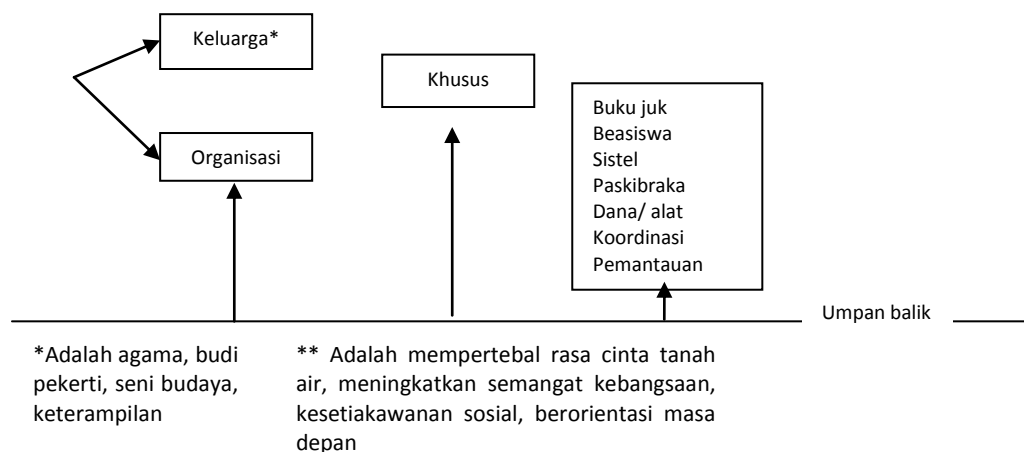 Keluarga*
Khusus
Organisasi
Buku juk
Beasiswa
Sistel
Paskibraka
Dana/ alat
Koordinasi
Pemantauan
Umpan balik
*Adalah agama, budi
pekerti, seni budaya,
keterampilan
** Adalah mempertebal rasa cinta tanah
air, meningkatkan semangat kebangsaan,
kesetiakawanan sosial, berorientasi masa
depan